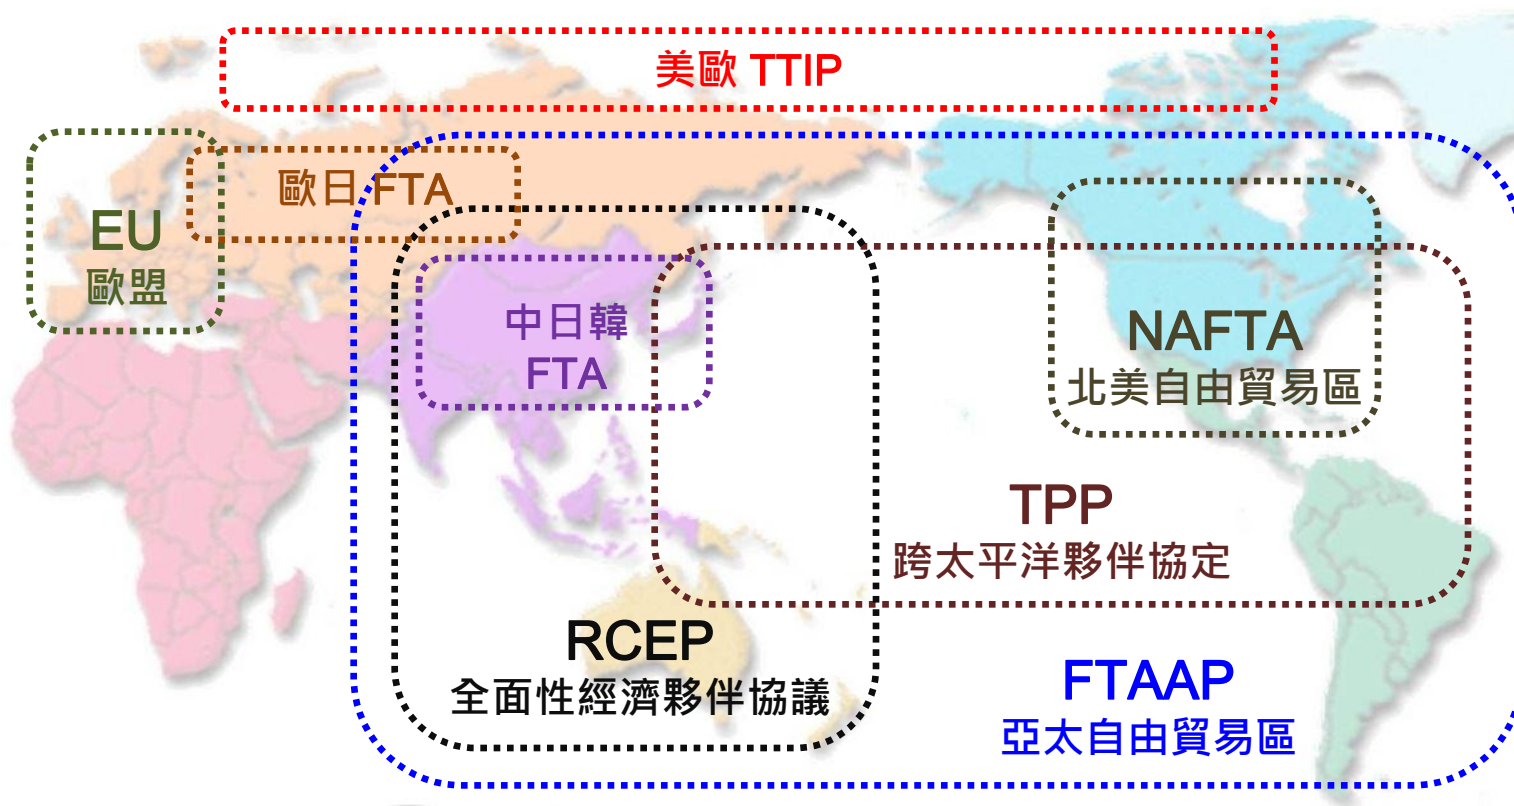 美歐 TTIP
歐日 FTA
EU
歐盟
中日韓
FTA
NAFTA
北美自由貿易區
TPP
跨太平洋夥伴協定
RCEP
全面性經濟夥伴協議
FTAAP
亞太自由貿易區